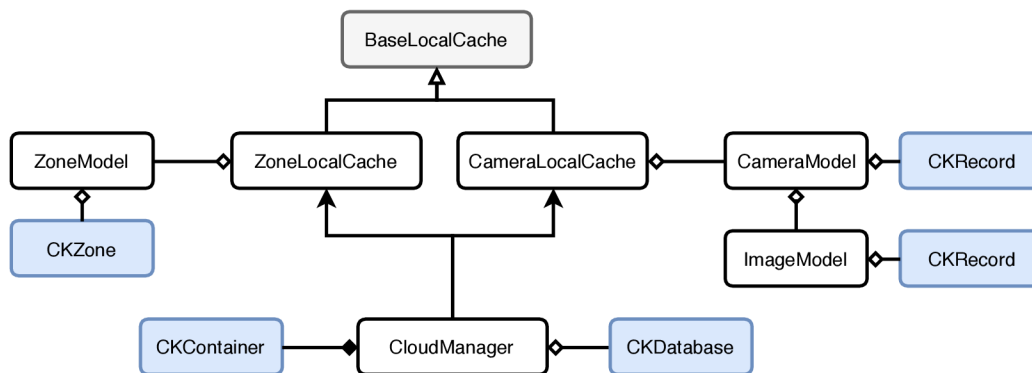 BaseLocalCache
ZoneModel
ZoneLocalCache
CameraLocalCache
CameraModel
CKRecord
CKZone
ImageModel
CKRecord
CKContainer
CloudManager
CKDatabase